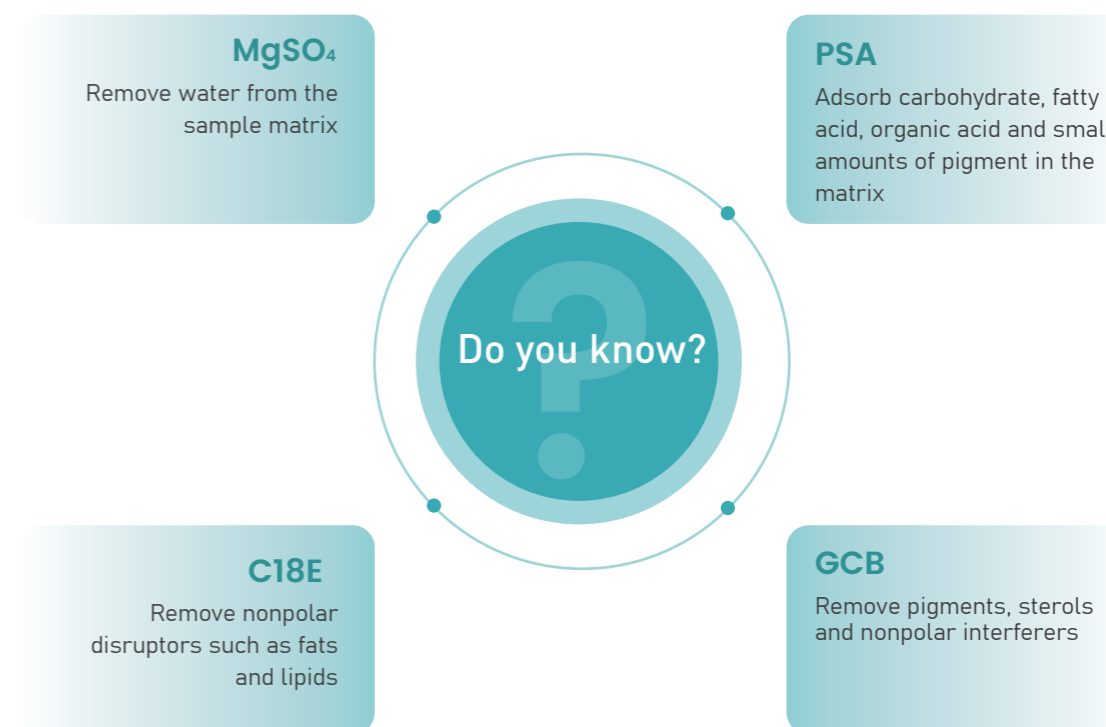 MgSO₄
Remove water from the
sample matrix
PSA
Adsorb carbohydrate, fatty
acid, organic acid and smal
amounts of pigment in the
matrix
Do you know?
?
C18E
Remove nonpolar
disruptors such as fats
and lipids
GCB
Remove pigments, sterols
and nonpolar interferers